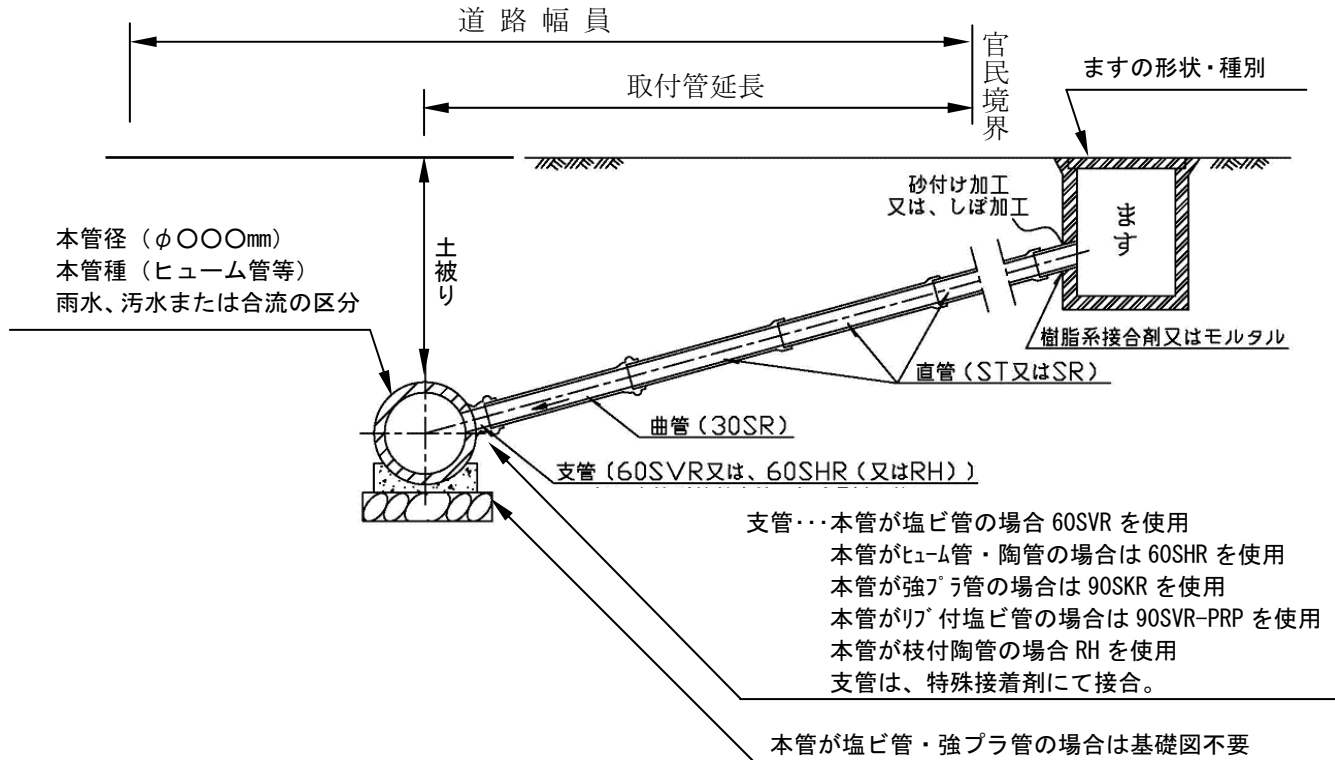 道路幅員
取付管延長
官民境界
ますの形状・種別
砂付け加工
又は、しぼ加工
ます
本管径（φ〇〇〇㎜）
本管種（ヒューム管等）
雨水、汚水または合流の区分
土被り
樹脂系接合剤又はモルタル
直管（ST又はSR）
曲管（30SR）
支管（60SVR又は、60SHR（又はRH））
支管･･･本管が塩ビ管の場合 60SVR を使用
本管がﾋｭｰﾑ管・陶管の場合は 60SHR を使用
本管が強ﾌﾟﾗ管の場合は 90SKR を使用
本管がﾘﾌﾞ付塩ビ管の場合は 90SVR-PRP を使用
本管が枝付陶管の場合 RH を使用
支管は、特殊接着剤にて接合。
本管が塩ビ管・強プラ管の場合は基礎図不要